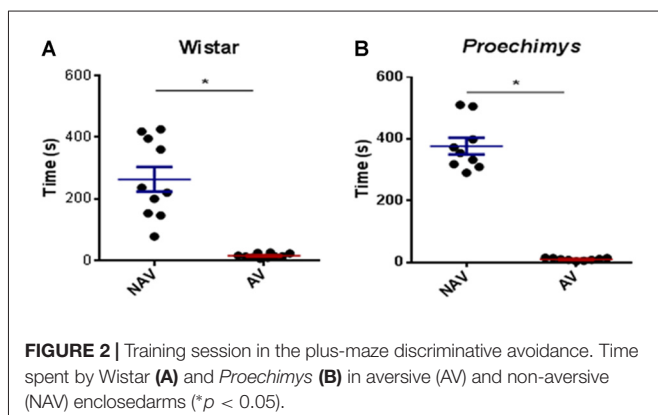 A
Wistar
*
Time (s)
600
400
200
0
NAV
AV
B
Proechimys
*
Time (s)
600
400
200
0
NAV
AV
FIGURE 2 | Training session in the plus-maze discriminative avoidance. Time
spent by Wistar (A) and Proechimys (B) in aversive (AV) and non-aversive
(NAV) enclosedarms (*p < 0.05).